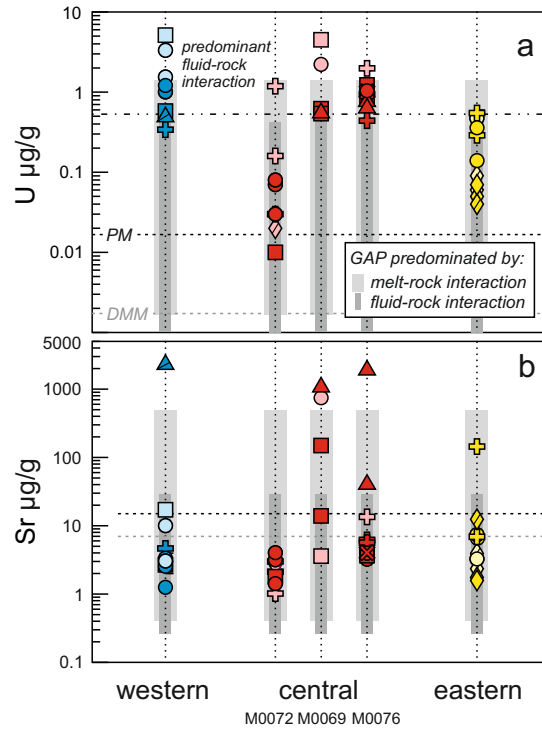 10
a
predominant
fluid-rock
interaction
1
U µg/g
0.1
PM
0.01
GAP predominated by:
melt-rock interaction
fluid-rock interaction
DMM
5000
b
1000
100
Sr µg/g
10
1
0.1
western central eastern
M0072 M0069 M0076